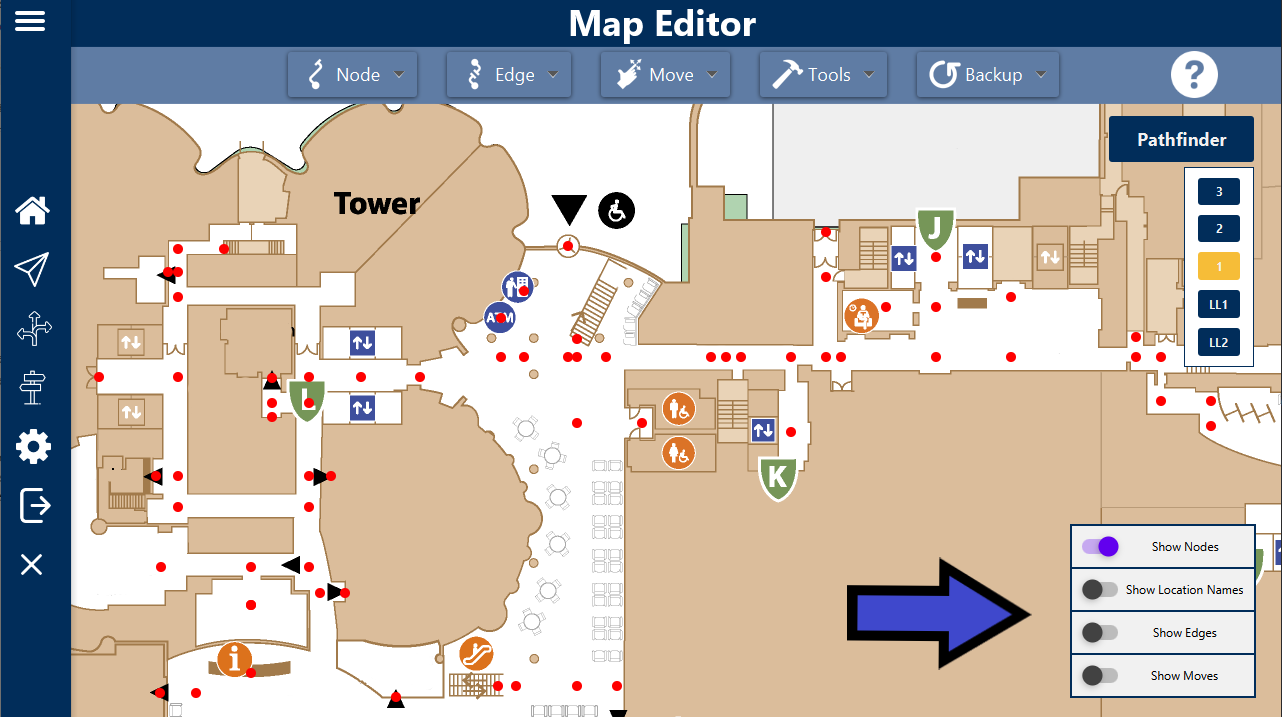 Map Editor
Node
Edge
Move
Tools
Backup
?
Pathfinder
3
2
1
LL1
LL2
Tower
J
ATM
L
K
i
Show Nodes
Show Location Names
Show Edges
Show Moves